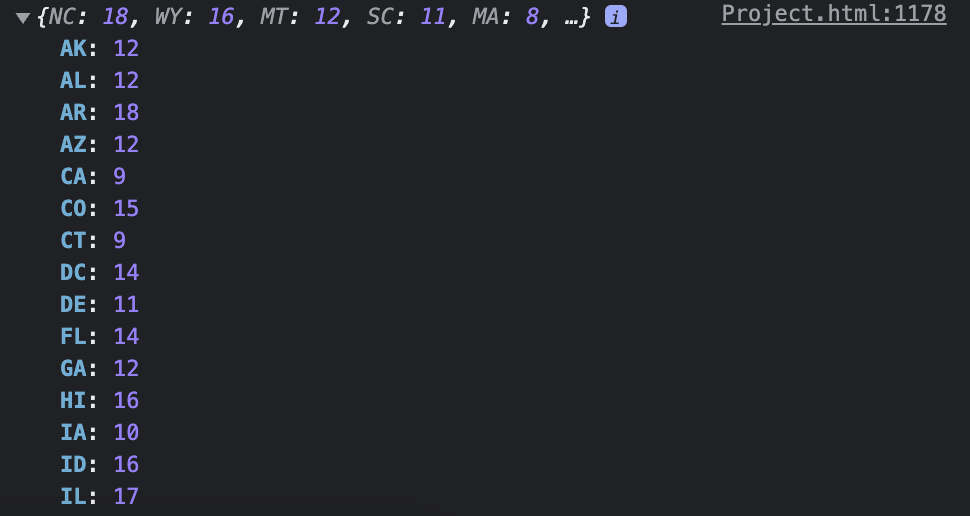 ▼{NC: 18, WY: 16, MT: 12, SC: 11, MA: 8, …} i Project.html:1178
AK: 12
AL: 12
AR: 18
AZ: 12
CA: 9
CO: 15
CT: 9
DC: 14
DE: 11
FL: 14
GA: 12
HI: 16
IA: 10
ID: 16
IL: 17